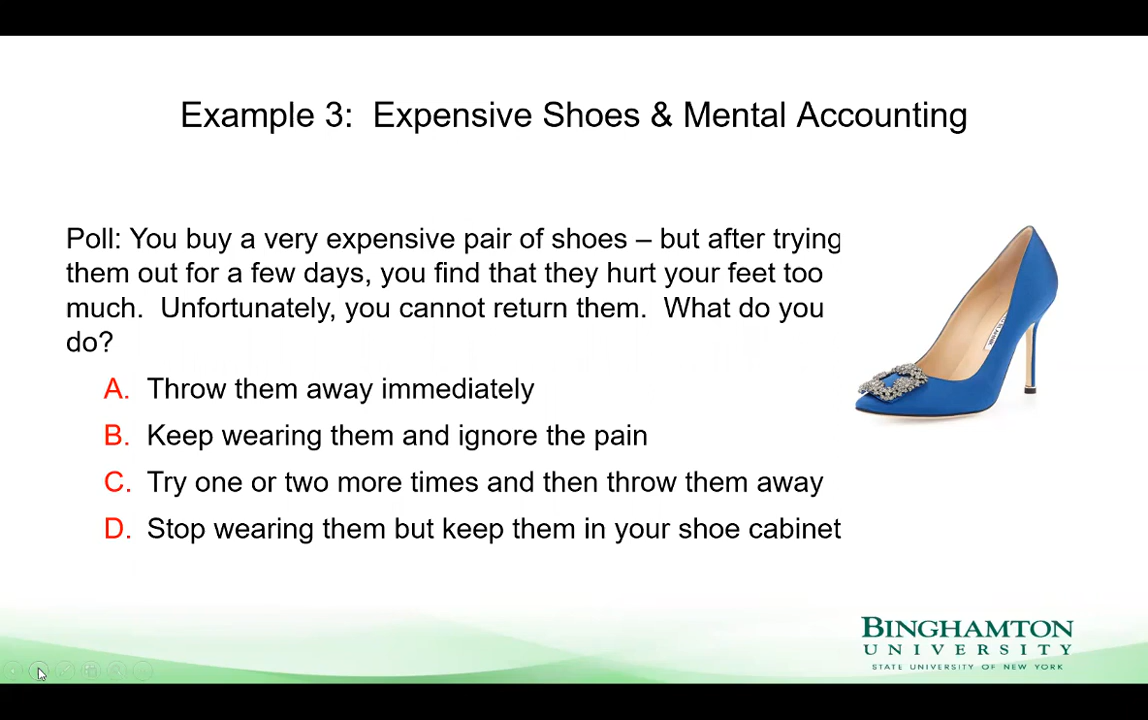 Example 3:  Expensive Shoes & Mental Accounting
Poll: You buy a very expensive pair of shoes – but after trying
them out for a few days, you find that they hurt your feet too
much.  Unfortunately, you cannot return them.  What do you
do?
A. Throw them away immediately
B. Keep wearing them and ignore the pain
C. Try one or two more times and then throw them away
D. Stop wearing them but keep them in your shoe cabinet
BINGHAMTON
UNIVERSITY
STATE UNIVERSITY OF NEW YORK